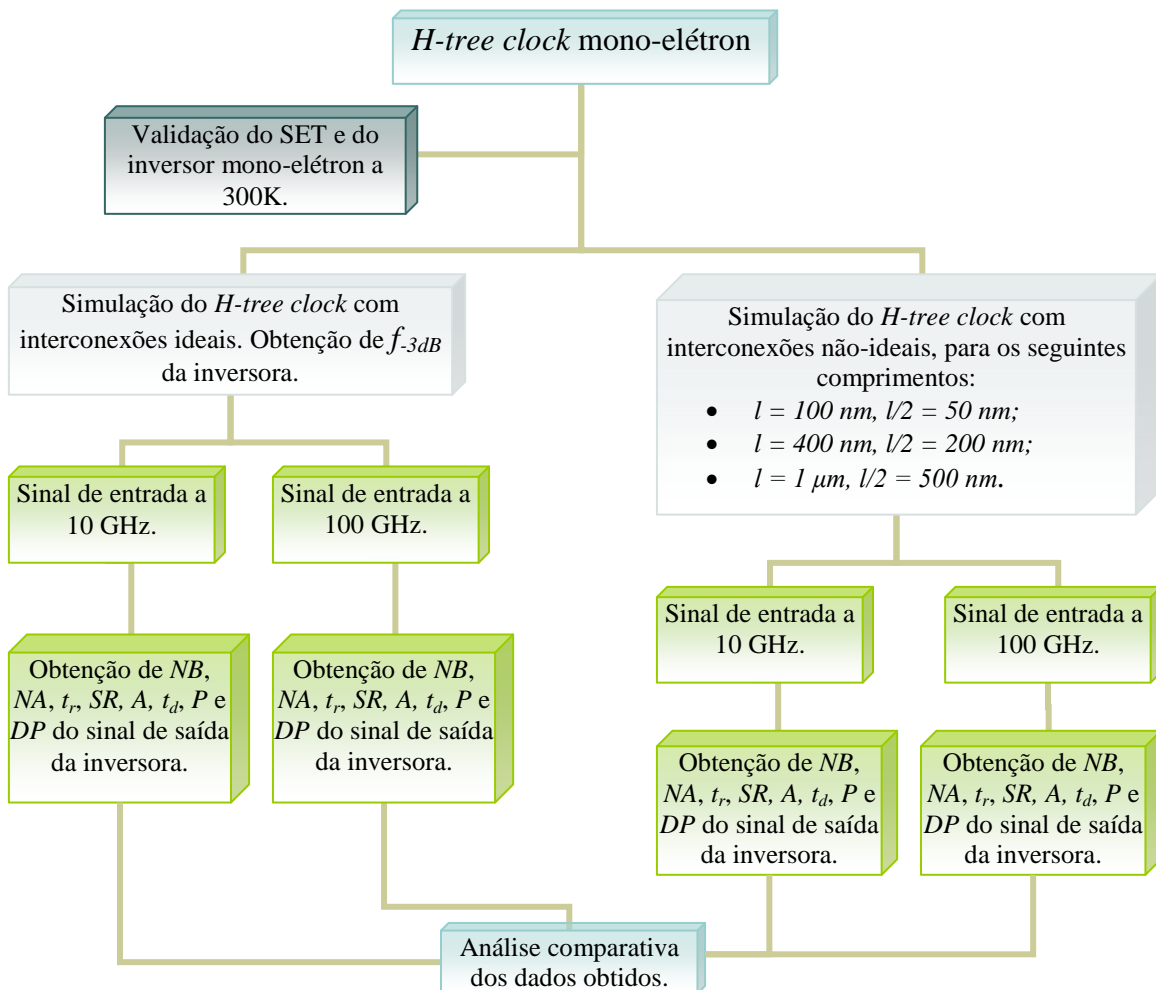 H-tree clock mono-elétron
Validação do SET e do
inversor mono-elétron a
300K.
Simulação do H-tree clock com
interconexões ideais. Obtenção de f-3dB
da inversora.
Simulação do H-tree clock com
interconexões não-ideais, para os seguintes
comprimentos:
• l = 100 nm, l/2 = 50 nm;
• l = 400 nm, l/2 = 200 nm;
• l = 1 μm, l/2 = 500 nm.
Sinal de entrada a
10 GHz.
Sinal de entrada a
100 GHz.
Sinal de entrada a
10 GHz.
Sinal de entrada a
100 GHz.
Obtenção de NB,
NA, tr, SR, A, td, P e
DP do sinal de saída
da inversora.
Obtenção de NB,
NA, tr, SR, A, td, P e
DP do sinal de saída
da inversora.
Obtenção de NB,
NA, tr, SR, A, td, P e
DP do sinal de saída
da inversora.
Obtenção de NB,
NA, tr, SR, A, td, P e
DP do sinal de saída
da inversora.
Análise comparativa
dos dados obtidos.